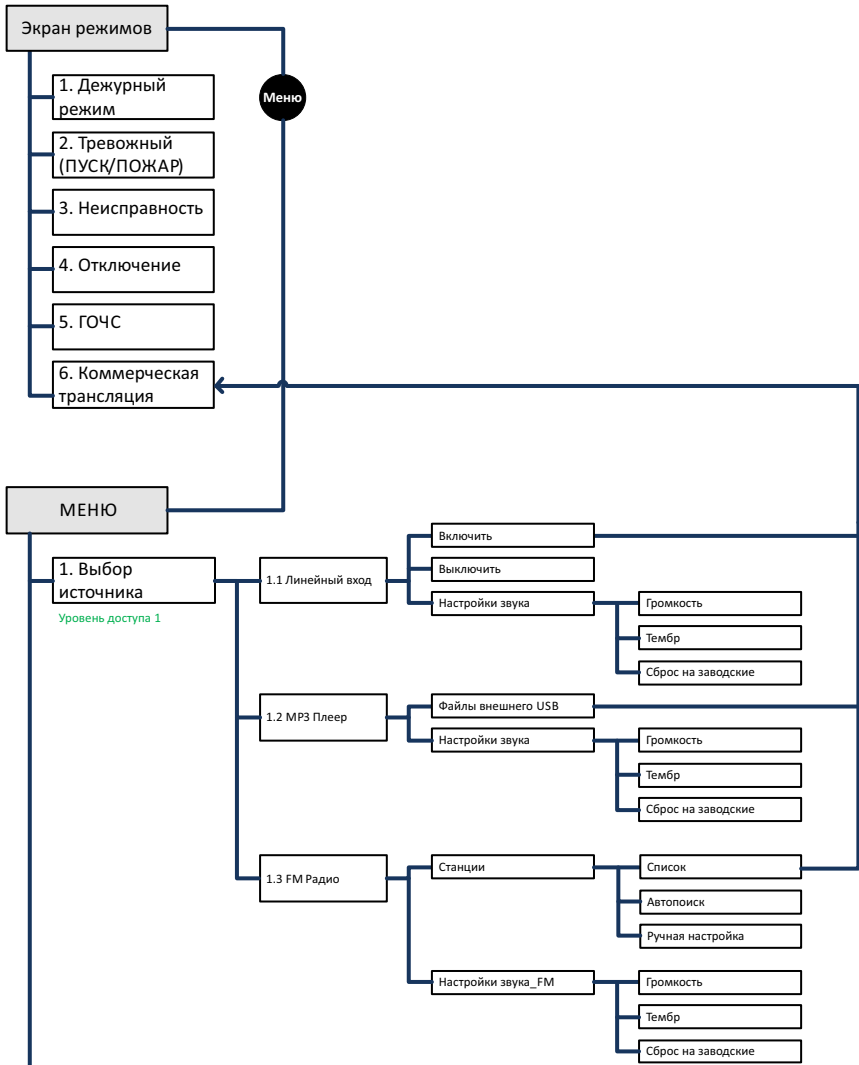 Экран режимов
Меню
1. Дежурный
режим
2. Тревожный
(ПУСК/ПОЖАР)
3. Неисправность
4. Отключение
5. ГОЧС
6. Коммерческая
трансляция
МЕНЮ
1. Выбор
источника
Уровень доступа 1
1.1 Линейный вход
Включить
Выключить
Настройки звука
Громкость
Тембр
Сброс на заводские
1.2 MP3 Плеер
Файлы внешнего USB
Настройки звука
Громкость
Тембр
Сброс на заводские
1.3 FM Радио
Станции
Список
Автопоиск
Ручная настройка
Настройки звука_FM
Громкость
Тембр
Сброс на заводские